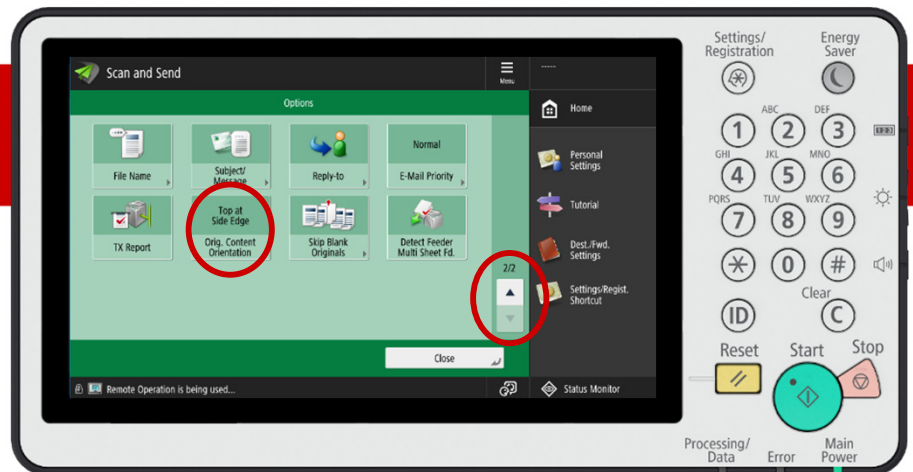 Scan and Send
Menu
-----
Options
Home
File Name
Subject/
Message
Reply-to
Normal
E-Mail Priority
Personal
Settings
Tutorial
TX Report
Top at
Side Edge
Orig. Content
Orientation
Skip Blank
Originals
Detect Feeder
Multi Sheet Fd.
2/2
Dest./Fwd.
Settings
Settings/Regist.
Shortcut
Close
Remote Operation is being used...
Status Monitor
Settings/
Registration
Energy
Saver
ABC DEF
1 2 3
GHI JKL MNO
4 5 6
PQRS TUV WXYZ
7 8 9
* 0 #
Clear
ID C
Reset Start Stop
Processing/
Data
Error
Main
Power